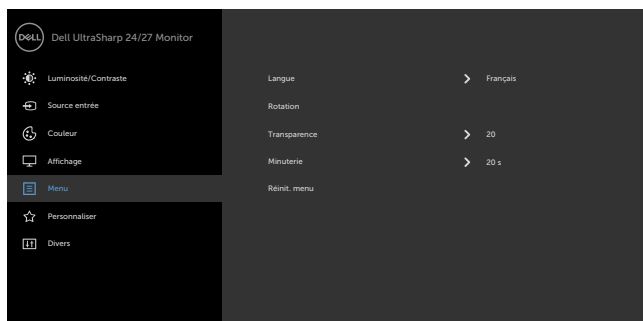 DELL Dell UltraSharp 24/27 Monitor
Luminosité/Contraste
Source entrée
Couleur
Affichage
Menu
Personnaliser
Divers
Langue Français
Rotation
Transparence 20
Minuterie 20 s
Réinit. menu